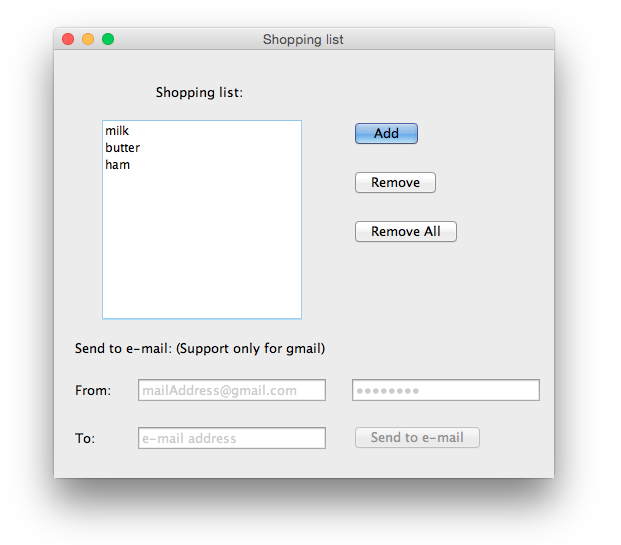 Shopping list
Shopping list:
milk
butter
ham
Add
Remove
Remove All
Send to e-mail: (Support only for gmail)
From: mailAddress@gmail.com ••••••••
To: e-mail address Send to e-mail